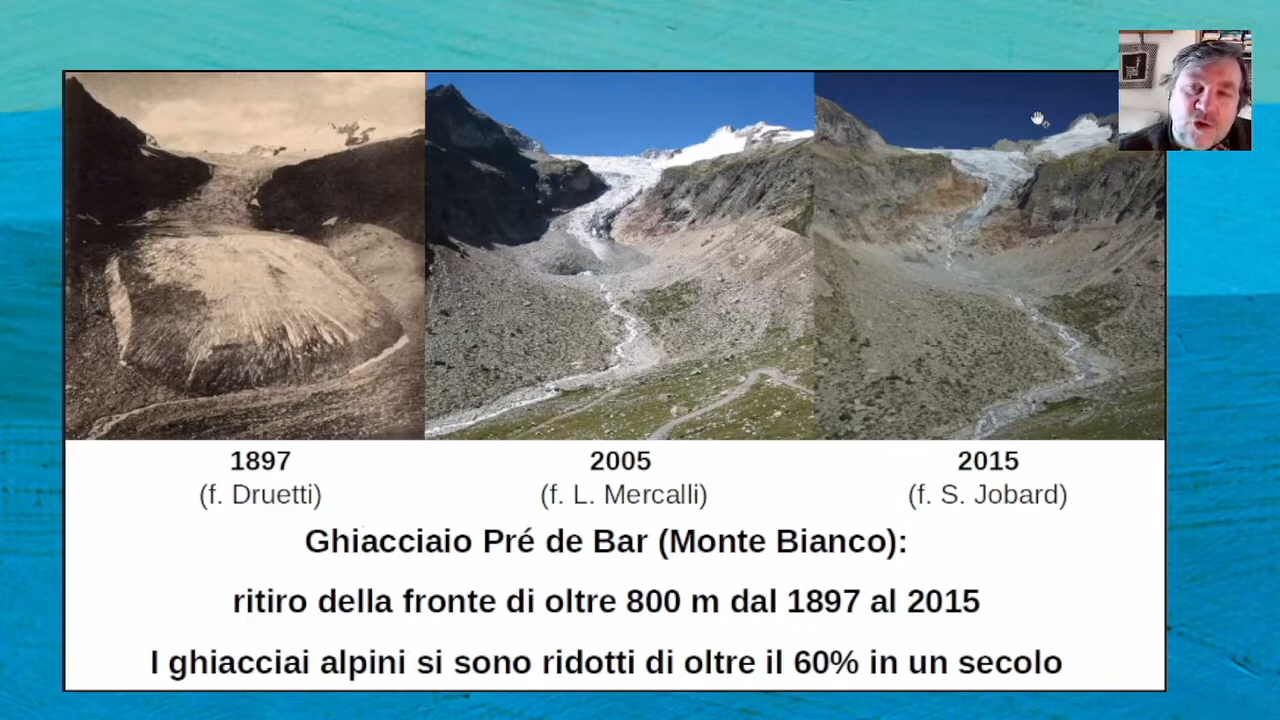 1897
(f. Druetti)
2005
(f. L. Mercalli)
2015
(f. S. Jobard)
Ghiacciaio Pré de Bar (Monte Bianco):
ritiro della fronte di oltre 800 m dal 1897 al 2015
I ghiacciai alpini si sono ridotti di oltre il 60% in un secolo